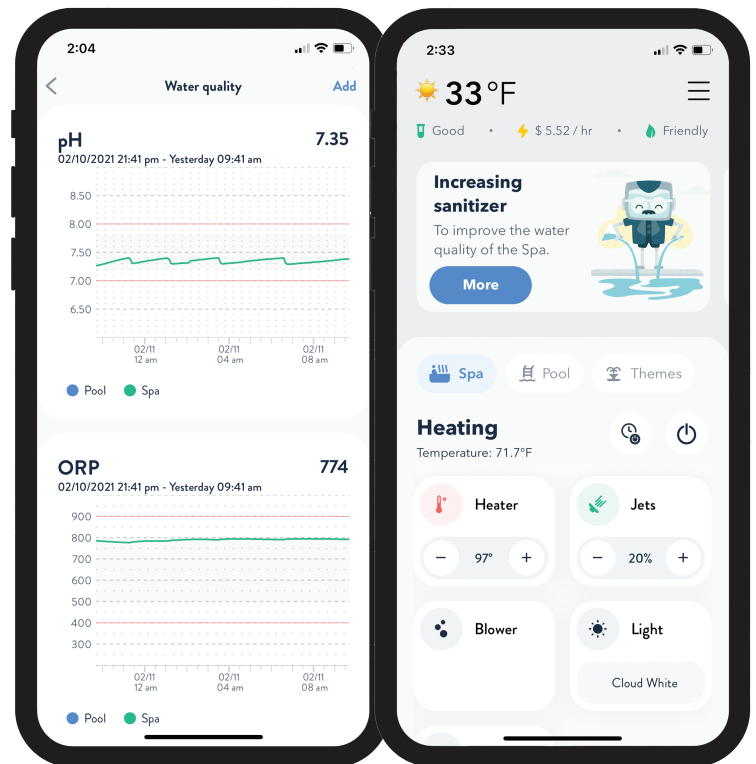 2:04
Water quality
Add
pH
7.35
02/10/2021 21:41 pm - Yesterday 09:41 am
8.50
8.00
7.50
7.00
6.50
02/11
12 am
02/11
04 am
02/11
08 am
Pool
Spa
ORP
774
02/10/2021 21:41 pm - Yesterday 09:41 am
900
800
700
600
500
400
300
02/11
12 am
02/11
04 am
02/11
08 am
Pool
Spa
2:33
33°F
Good • $ 5.52 / hr • Friendly
Increasing
sanitizer
To improve the water
quality of the Spa.
More
Spa
Pool
Themes
Heating
Temperature: 71.7°F
Heater
Jets
− 97° +
− 20% +
Blower
Light
Cloud White